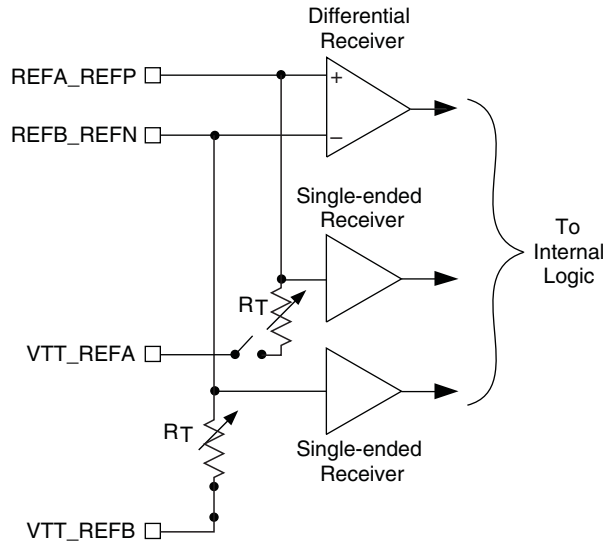 Differential
Receiver
REFA_REFP
+
REFB_REFN
−
Single-ended
Receiver
To
Internal
Logic
RT
VTT_REFA
RT
Single-ended
Receiver
VTT_REFB